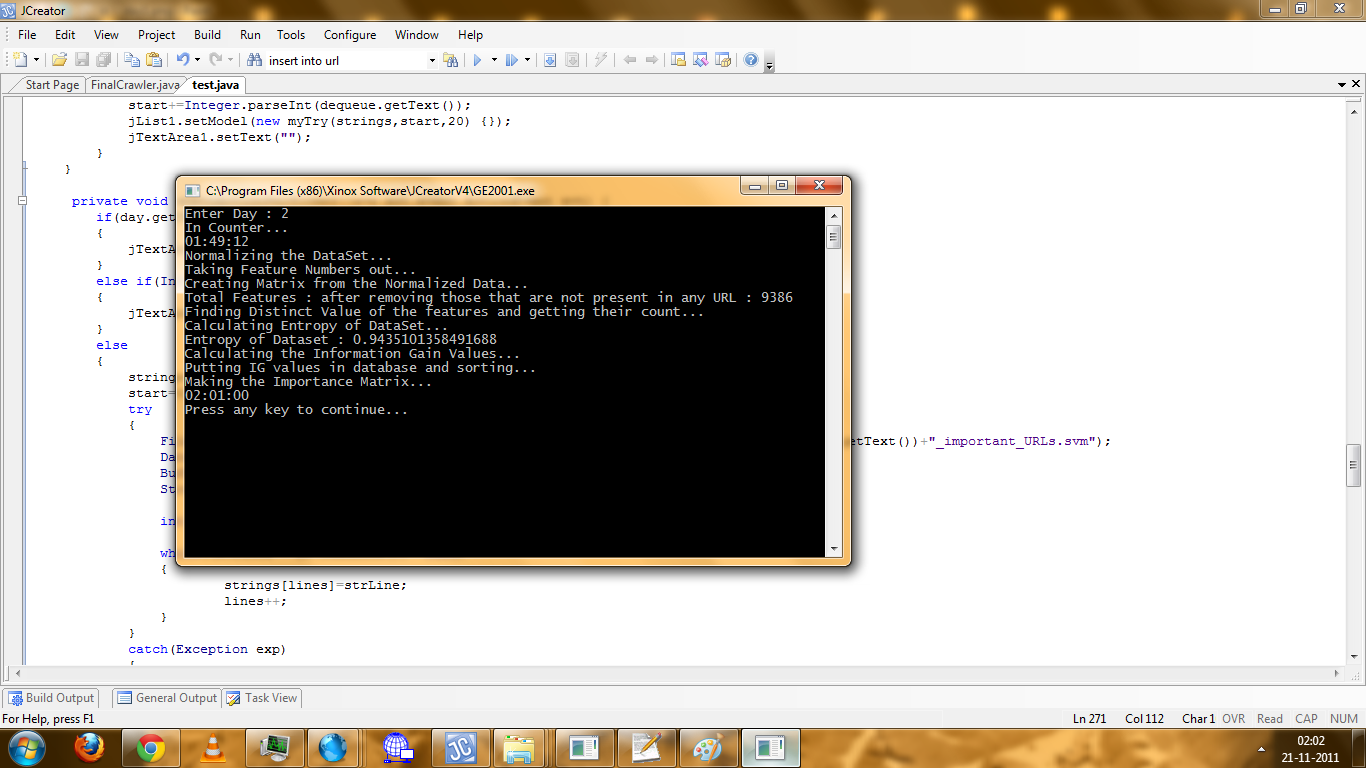 JCreator
File Edit View Project Build Run Tools Configure Window Help
insert into url
Start Page FinalCrawler.java test.java
start+=Integer.parseInt(dequeue.getText());
jList1.setModel(new myTry(strings,start,20) {});
jTextArea1.setText("");
}
}
C:\Program Files (x86)\Xinox Software\JCreatorV4\GE2001.exe
Enter Day : 2
In Counter...
01:49:12
Normalizing the DataSet...
Taking Feature Numbers out...
Creating Matrix from the Normalized Data...
Total Features : after removing those that are not present in any URL : 9386
Finding Distinct Value of the features and getting their count...
Calculating Entropy of DataSet...
Entropy of Dataset : 0.9435101358491688
Calculating the Information Gain Values...
Putting IG values in database and sorting...
Making the Importance Matrix...
02:01:00
Press any key to continue...
private void
if(day.get
{
jTextA
}
else if(In
{
jTextA
}
else
{
string
start=
try
{
Fi
etText())+"_important_URLs.svm");
Da
Bu
St
in
wh
{
strings[lines]=strLine;
lines++;
}
}
catch(Exception exp)
{
Build Output General Output Task View
For Help, press F1
Ln 271 Col 112 Char 1 OVR Read CAP NUM
JC
02:02
21-11-2011